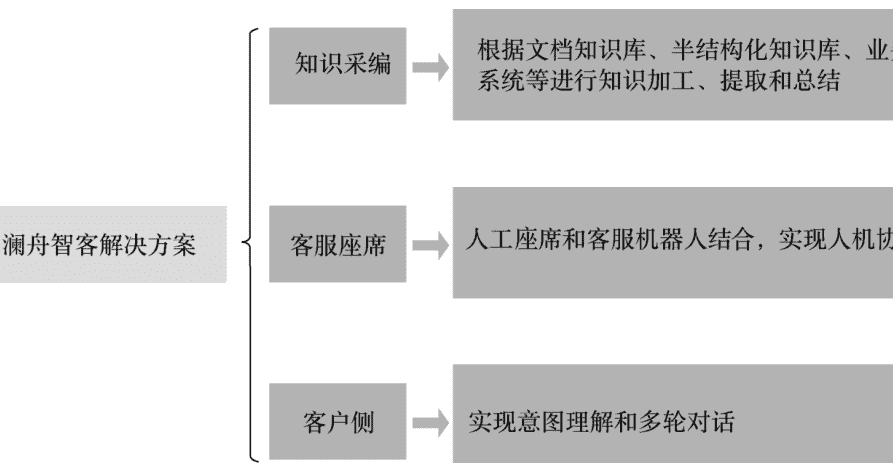 知识采编
根据文档知识库、半结构化知识库、业
系统等进行知识加工、提取和总结
澜舟智客解决方案
客服座席
人工座席和客服机器人结合，实现人机协
客户侧
实现意图理解和多轮对话